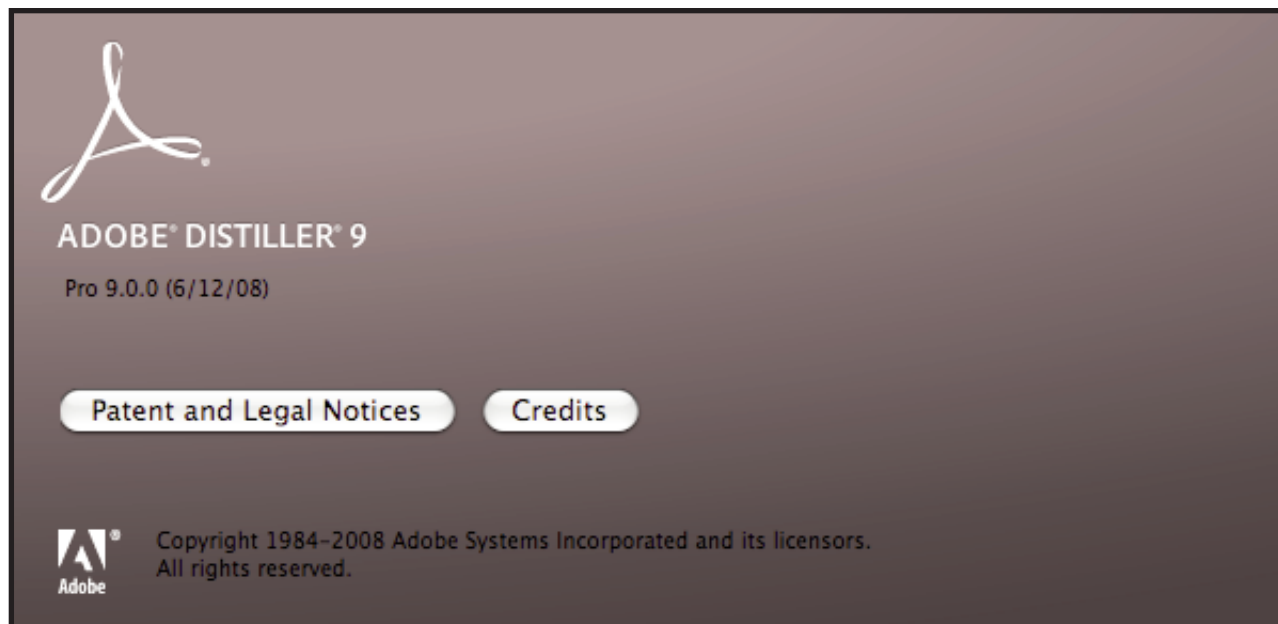 ADOBE® DISTILLER® 9
Pro 9.0.0 (6/12/08)
Patent and Legal Notices
Credits
Copyright 1984–2008 Adobe Systems Incorporated and its licensors.
All rights reserved.
Adobe